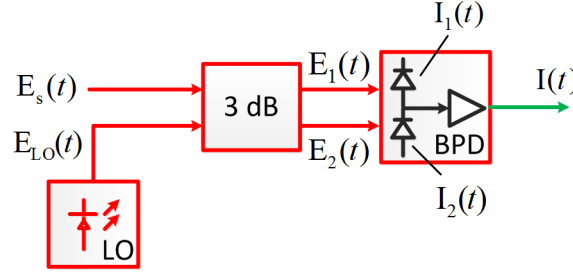 I₁(t)
Eₛ(t)
E₁(t)
I(t)
3 dB
E_LO(t)
E₂(t)
BPD
I₂(t)
LO